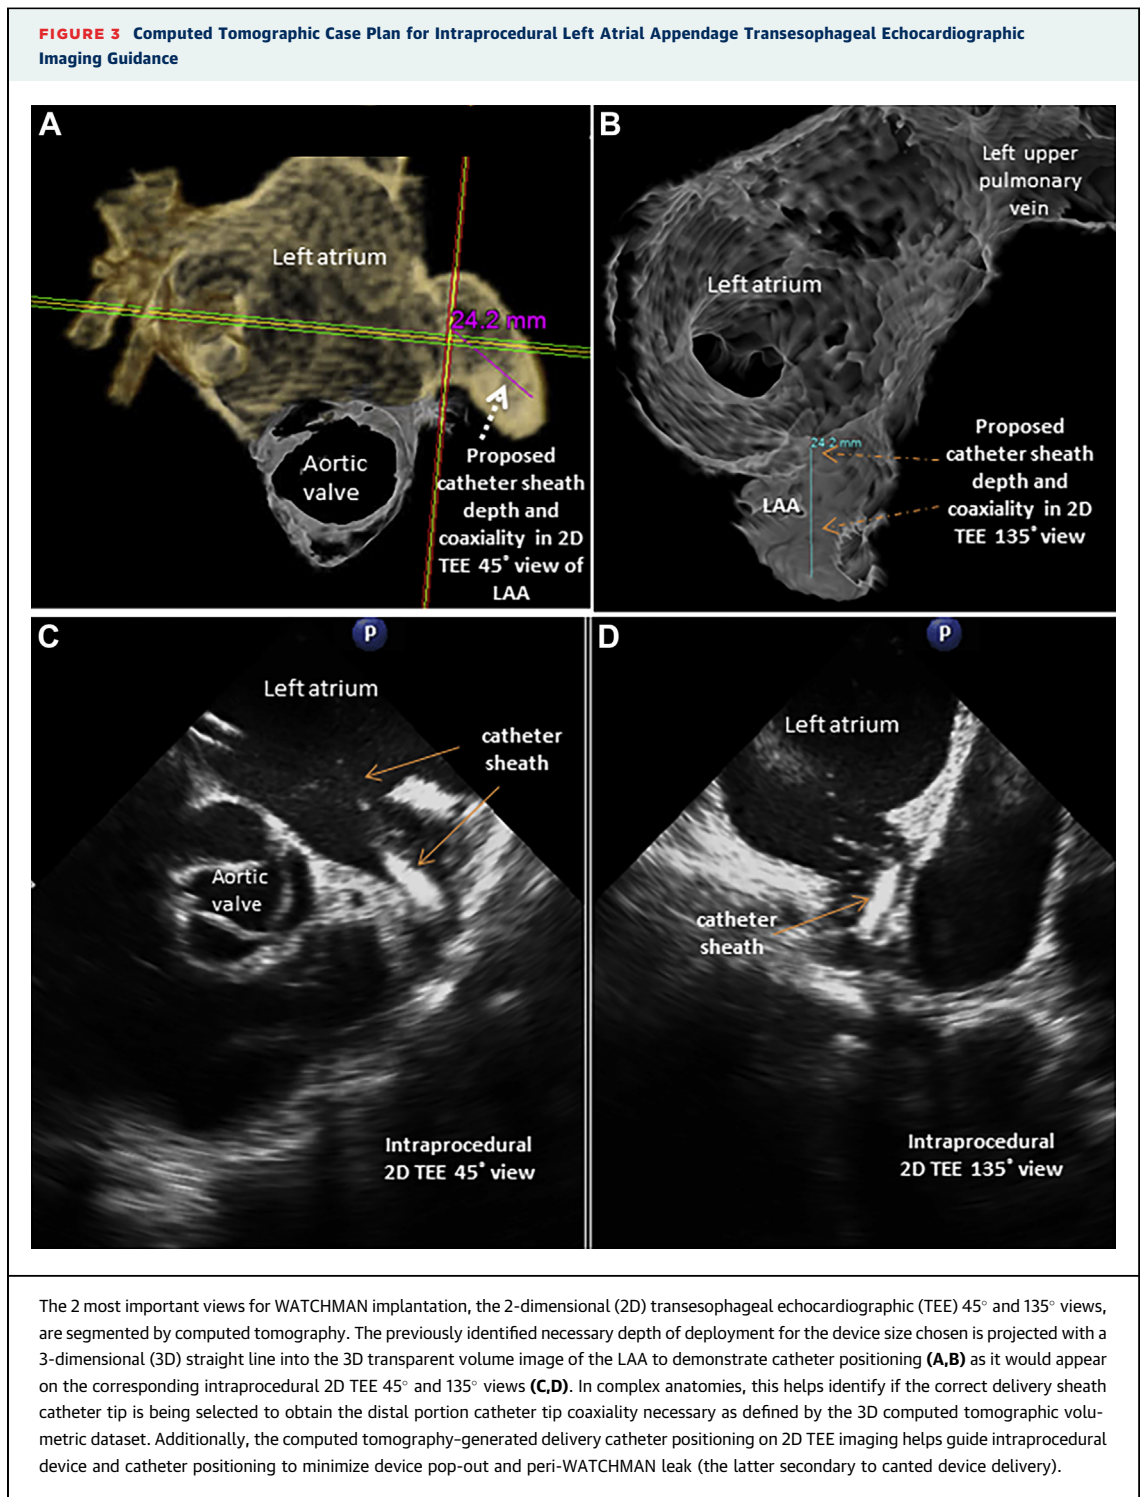 FIGURE 3 Computed Tomographic Case Plan for Intraprocedural Left Atrial Appendage Transesophageal Echocardiographic
Imaging Guidance
A
Left atrium
24.2 mm
Aortic
valve
Proposed
catheter sheath
depth and
coaxiality in 2D
TEE 45° view of
LAA
B
Left upper
pulmonary
vein
Left atrium
24.2 mm
LAA
Proposed
catheter sheath
depth and
coaxiality in 2D
TEE 135° view
C
P
Left atrium
catheter
sheath
Aortic
valve
Intraprocedural
2D TEE 45° view
D
P
Left atrium
catheter
sheath
Intraprocedural
2D TEE 135° view
The 2 most important views for WATCHMAN implantation, the 2-dimensional (2D) transesophageal echocardiographic (TEE) 45° and 135° views,
are segmented by computed tomography. The previously identified necessary depth of deployment for the device size chosen is projected with a
3-dimensional (3D) straight line into the 3D transparent volume image of the LAA to demonstrate catheter positioning (A,B) as it would appear
on the corresponding intraprocedural 2D TEE 45° and 135° views (C,D). In complex anatomies, this helps identify if the correct delivery sheath
catheter tip is being selected to obtain the distal portion catheter tip coaxiality necessary as defined by the 3D computed tomographic volu-
metric dataset. Additionally, the computed tomography-generated delivery catheter positioning on 2D TEE imaging helps guide intraprocedural
device and catheter positioning to minimize device pop-out and peri-WATCHMAN leak (the latter secondary to canted device delivery).